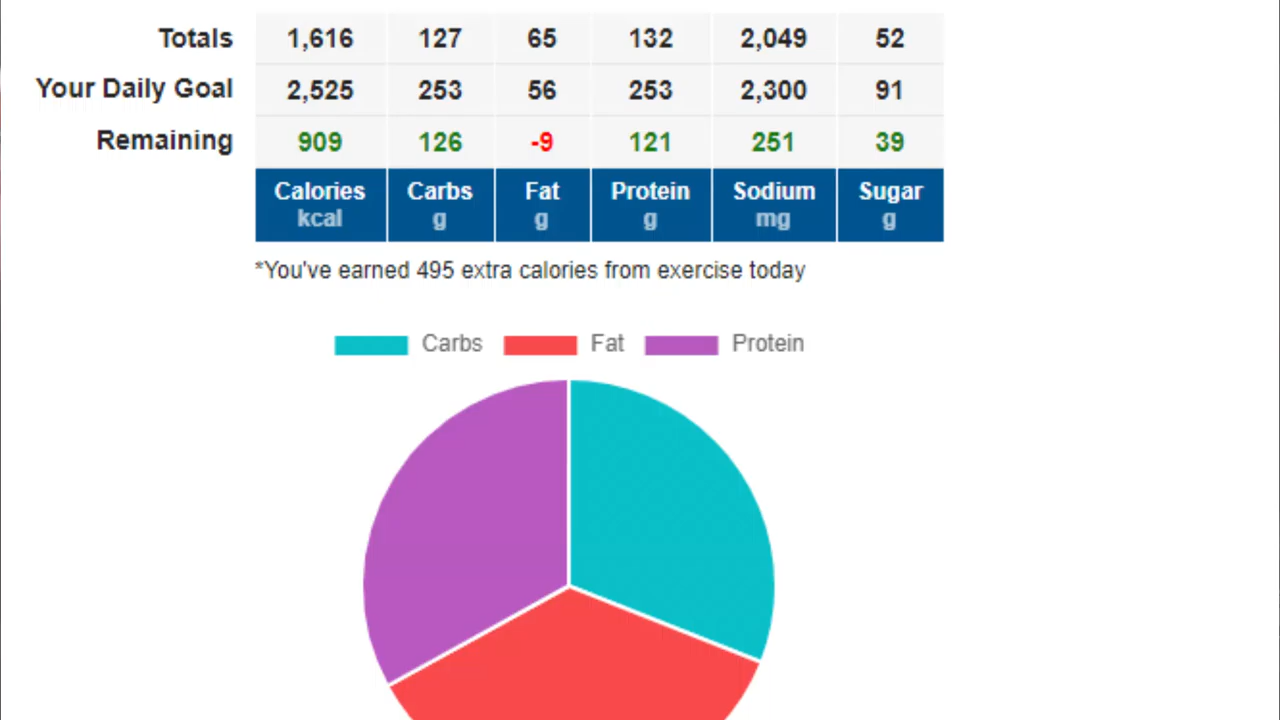 Totals 1,616 127 65 132 2,049 52
Your Daily Goal 2,525 253 56 253 2,300 91
Remaining 909 126 -9 121 251 39
Calories Carbs Fat Protein Sodium Sugar
kcal g g g mg g
*You've earned 495 extra calories from exercise today
Carbs Fat Protein